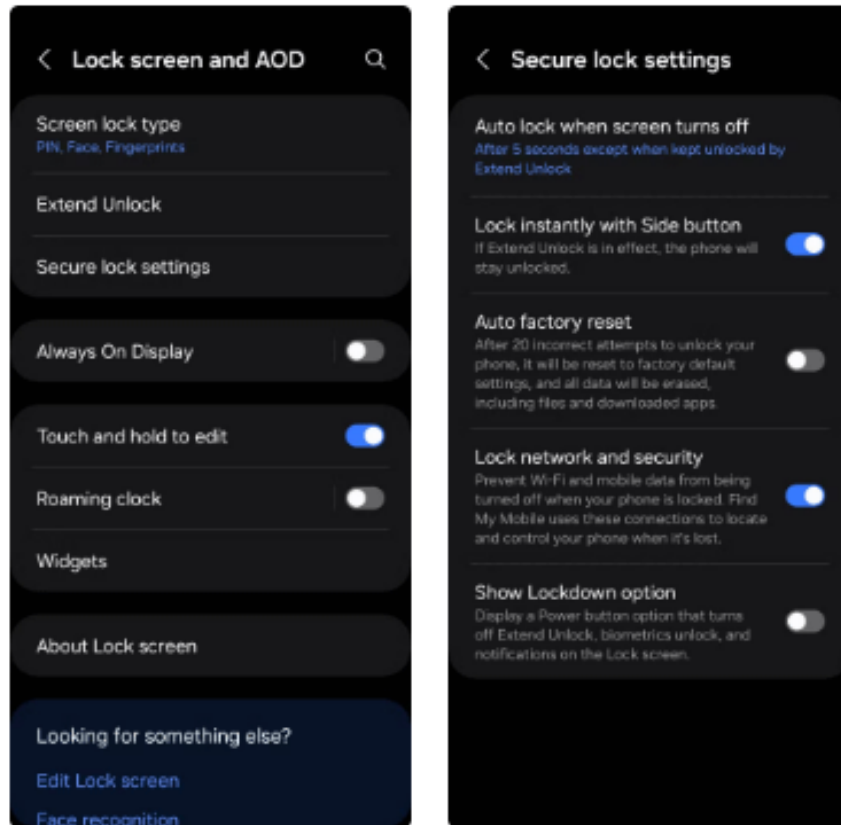 Lock screen and AOD
Screen lock type
PIN, Face, Fingerprints
Extend Unlock
Secure lock settings
Always On Display
Touch and hold to edit
Roaming clock
Widgets
About Lock screen
Looking for something else?
Edit Lock screen
Face recognition
Secure lock settings
Auto lock when screen turns off
After 5 seconds except when kept unlocked by
Extend Unlock
Lock instantly with Side button
If Extend Unlock is in effect, the phone will
stay unlocked.
Auto factory reset
After 20 incorrect attempts to unlock your
phone, it will be reset to factory default
settings, and all data will be erased,
including files and downloaded apps.
Lock network and security
Prevent Wi-Fi and mobile data from being
turned off when your phone is locked. Find
My Mobile uses these connections to locate
and control your phone when it's lost.
Show Lockdown option
Display a Power button option that turns
off Extend Unlock, biometrics unlock, and
notifications on the Lock screen.